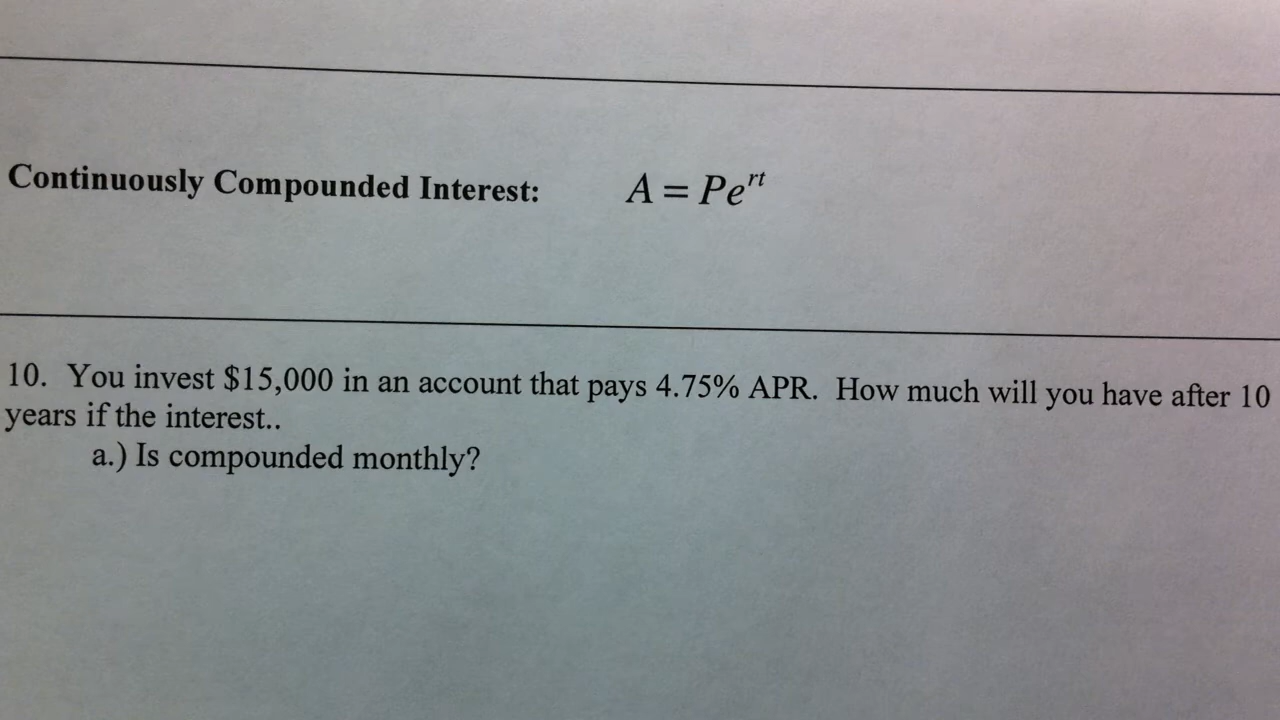 Continuously Compounded Interest: A = Pe^{rt}
10. You invest $15,000 in an account that pays 4.75% APR. How much will you have after 10
years if the interest..
a.) Is compounded monthly?